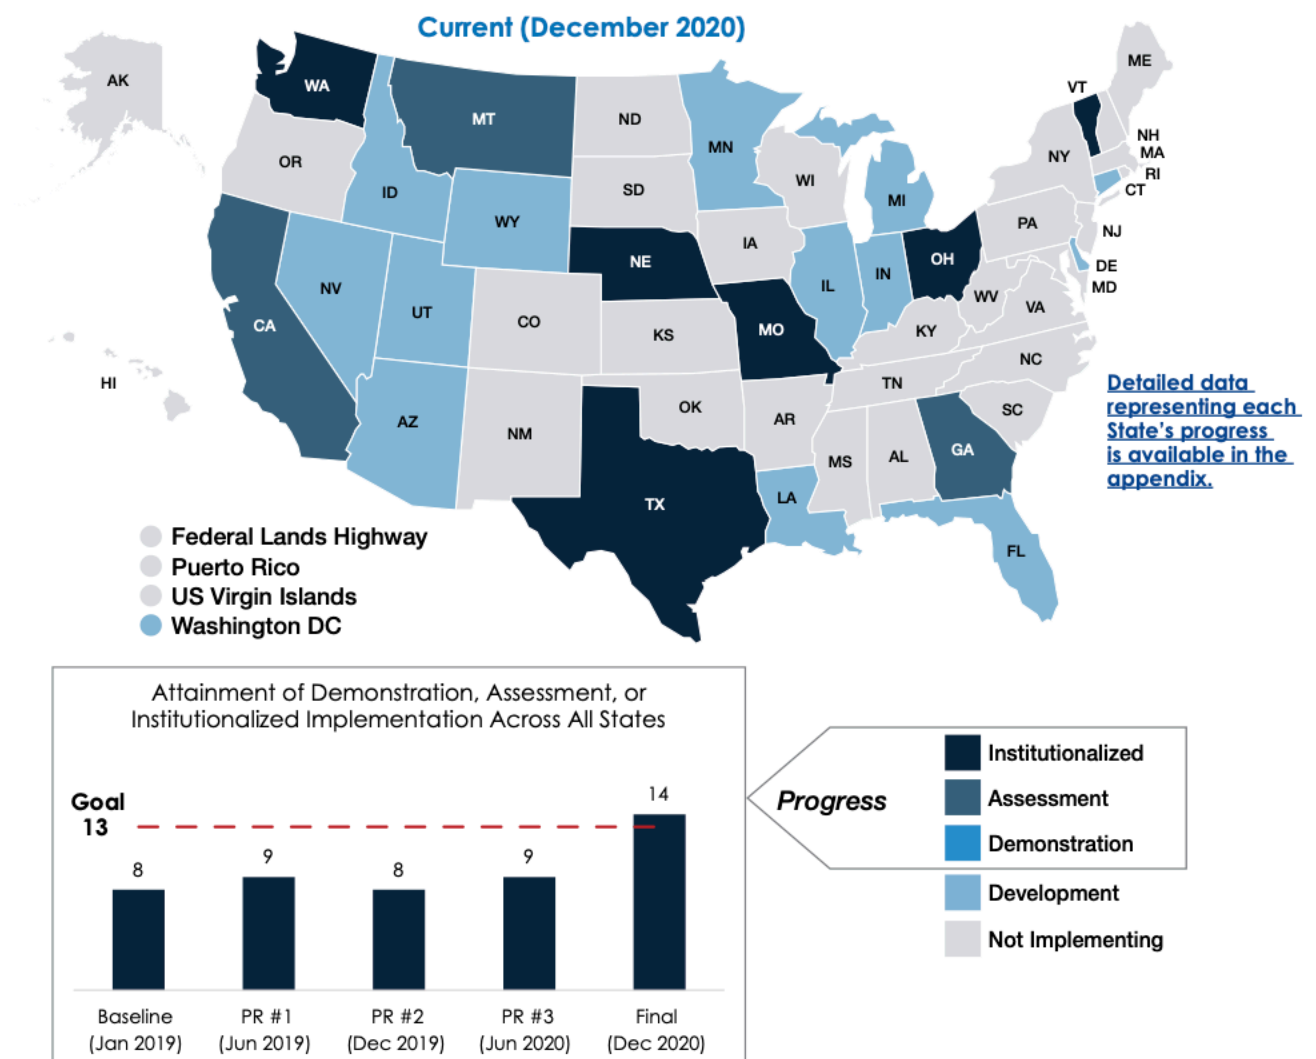 Current (December 2020)
AK
WA
MT
ND
MN
ME
VT
NH
MA
RI
CT
NY
OR
ID
WY
SD
WI
MI
PA
NJ
IA
NE
OH
DE
MD
NV
UT
IL
IN
WV
VA
CA
CO
KS
MO
KY
HI
NC
TN
AZ
NM
OK
AR
SC
MS
AL
GA
LA
TX
FL
Detailed data
representing each
State’s progress
is available in the
appendix.
Federal Lands Highway
Puerto Rico
US Virgin Islands
Washington DC
Attainment of Demonstration, Assessment, or
Institutionalized Implementation Across All States
Goal
13
8
9
8
9
14
Baseline
(Jan 2019)
PR #1
(Jun 2019)
PR #2
(Dec 2019)
PR #3
(Jun 2020)
Final
(Dec 2020)
Progress
Institutionalized
Assessment
Demonstration
Development
Not Implementing